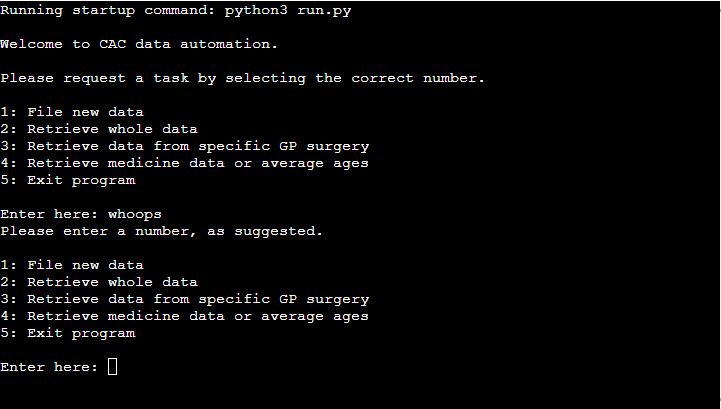 Running startup command: python3 run.py
Welcome to CAC data automation.
Please request a task by selecting the correct number.
1: File new data
2: Retrieve whole data
3: Retrieve data from specific GP surgery
4: Retrieve medicine data or average ages
5: Exit program
Enter here: whoops
Please enter a number, as suggested.
1: File new data
2: Retrieve whole data
3: Retrieve data from specific GP surgery
4: Retrieve medicine data or average ages
5: Exit program
Enter here: